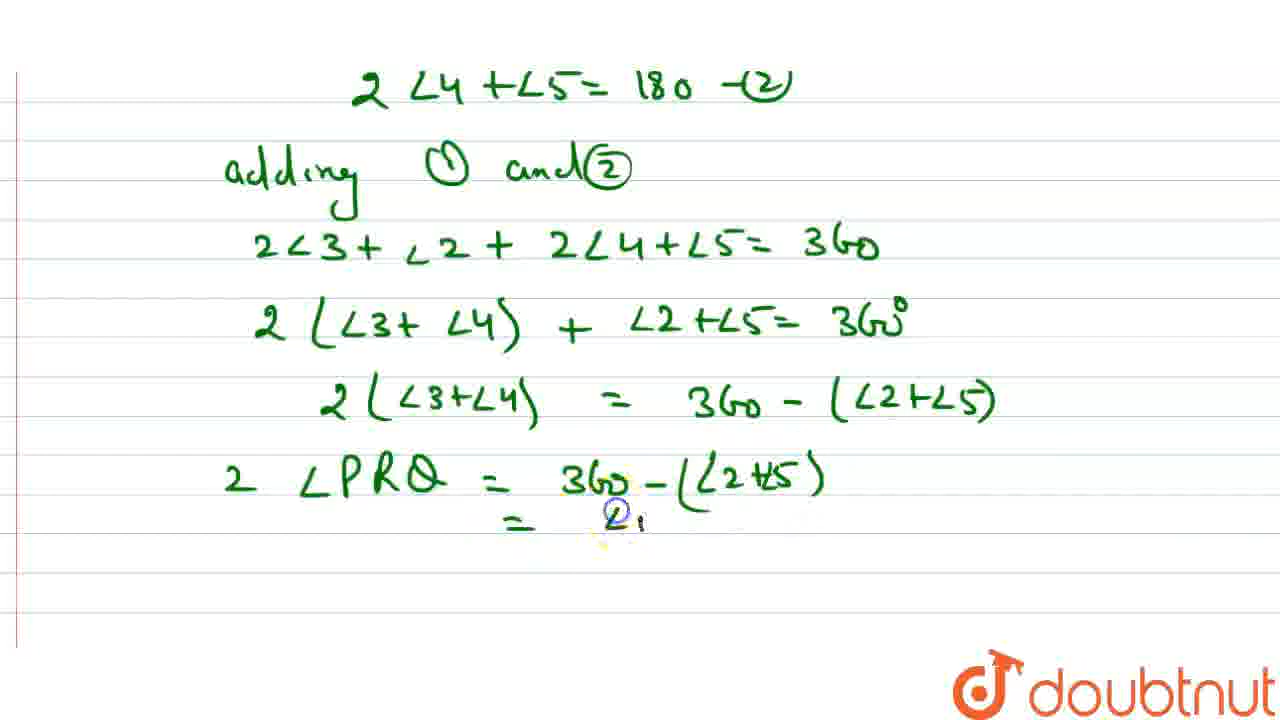 2 ∠4 + ∠5 = 180 - ②
adding ① and ②
2∠3 + ∠2 + 2∠4 + ∠5 = 360
2 (∠3 + ∠4) + ∠2 + ∠5 = 360°
2 (∠3 + ∠4) = 360 - (∠2 + ∠5)
2 ∠PRQ = 360 - (∠2 + ∠5)
= ∠1
doubtnut